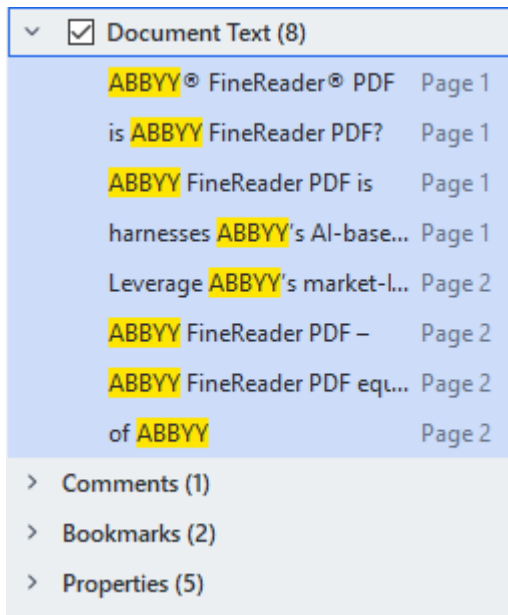 Document Text (8)
ABBYY® FineReader® PDF Page 1
is ABBYY FineReader PDF? Page 1
ABBYY FineReader PDF is Page 1
harnesses ABBYY's AI-base... Page 1
Leverage ABBYY's market-l... Page 2
ABBYY FineReader PDF – Page 2
ABBYY FineReader PDF equ... Page 2
of ABBYY Page 2
Comments (1)
Bookmarks (2)
Properties (5)